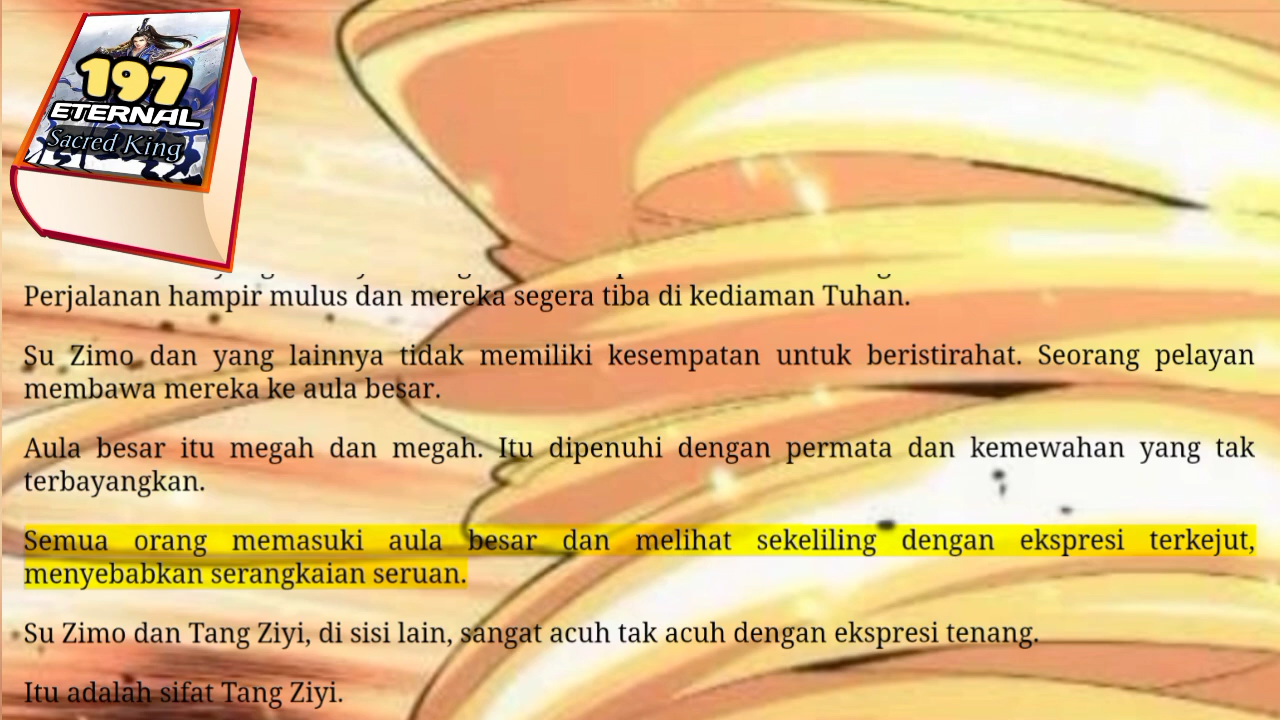 197
ETERNAL
Sacred King
Perjalanan hampir mulus dan mereka segera tiba di kediaman Tuhan.
Su Zimo dan yang lainnya tidak memiliki kesempatan untuk beristirahat. Seorang pelayan
membawa mereka ke aula besar.
Aula besar itu megah dan megah. Itu dipenuhi dengan permata dan kemewahan yang tak
terbayangkan.
Semua orang memasuki aula besar dan melihat sekeliling dengan ekspresi terkejut,
menyebabkan serangkaian seruan.
Su Zimo dan Tang Ziyi, di sisi lain, sangat acuh tak acuh dengan ekspresi tenang.
Itu adalah sifat Tang Ziyi.